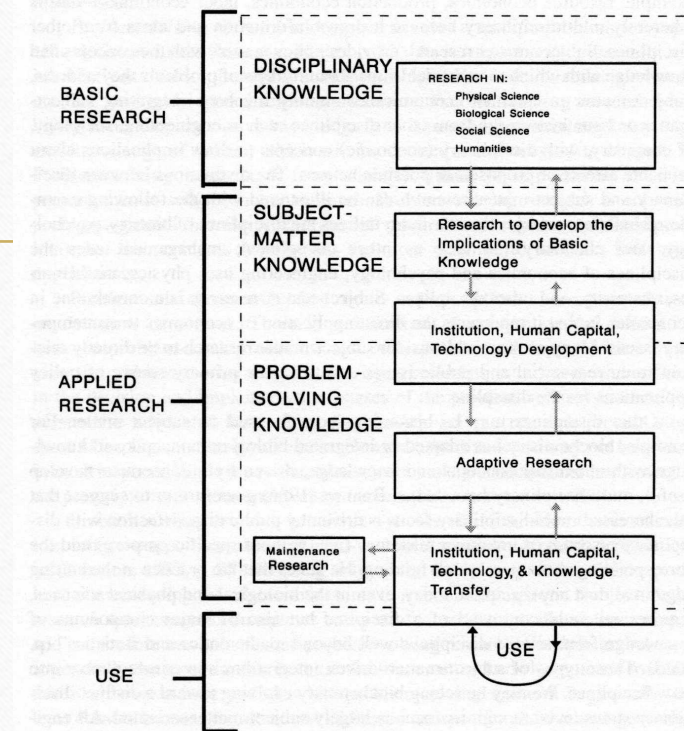 BASIC
RESEARCH
DISCIPLINARY
KNOWLEDGE
RESEARCH IN
Physical Science
Biological Science
Social Science
Humanities
SUBJECT-
MATTER
KNOWLEDGE
Research to Develop the
Implications of Basic
Knowledge
Institution, Human Capital,
Technology Development
APPLIED
RESEARCH
PROBLEM-
SOLVING
KNOWLEDGE
Adaptive Research
Maintenance
Research
Institution, Human Capital,
Technology, & Knowledge
Transfer
USE
USE